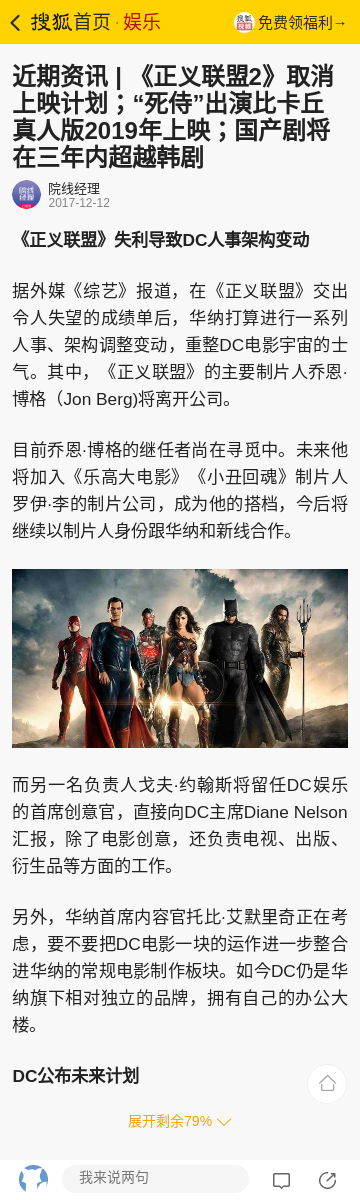 搜狐首页 · 娱乐
搜狐视频 免费领福利→
近期资讯 | 《正义联盟2》取消
上映计划；“死侍”出演比卡丘
真人版2019年上映；国产剧将
在三年内超越韩剧
院线经理
院线经理
2017-12-12
《正义联盟》失利导致DC人事架构变动
据外媒《综艺》报道，在《正义联盟》交出
令人失望的成绩单后，华纳打算进行一系列
人事、架构调整变动，重整DC电影宇宙的士
气。其中，《正义联盟》的主要制片人乔恩·
博格（Jon Berg)将离开公司。
目前乔恩·博格的继任者尚在寻觅中。未来他
将加入《乐高大电影》《小丑回魂》制片人
罗伊·李的制片公司，成为他的搭档，今后将
继续以制片人身份跟华纳和新线合作。
而另一名负责人戈夫·约翰斯将留任DC娱乐
的首席创意官，直接向DC主席Diane Nelson
汇报，除了电影创意，还负责电视、出版、
衍生品等方面的工作。
另外，华纳首席内容官托比·艾默里奇正在考
虑，要不要把DC电影一块的运作进一步整合
进华纳的常规电影制作板块。如今DC仍是华
纳旗下相对独立的品牌，拥有自己的办公大
楼。
DC公布未来计划
展开剩余79%
我来说两句